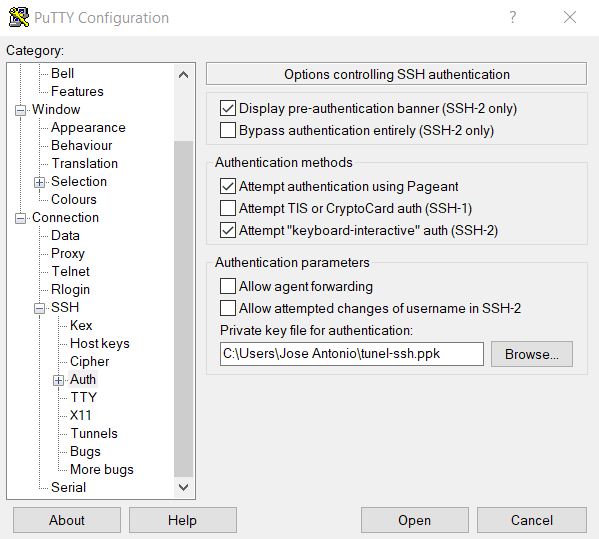 PuTTY Configuration
Category:
Bell
Features
Window
Appearance
Behaviour
Translation
Selection
Colours
Connection
Data
Proxy
Telnet
Rlogin
SSH
Kex
Host keys
Cipher
Auth
TTY
X11
Tunnels
Bugs
More bugs
Serial
Options controlling SSH authentication
Display pre-authentication banner (SSH-2 only)
Bypass authentication entirely (SSH-2 only)
Authentication methods
Attempt authentication using Pageant
Attempt TIS or CryptoCard auth (SSH-1)
Attempt "keyboard-interactive" auth (SSH-2)
Authentication parameters
Allow agent forwarding
Allow attempted changes of username in SSH-2
Private key file for authentication:
C:\Users\Jose Antonio\tunel-ssh.ppk
Browse...
About
Help
Open
Cancel